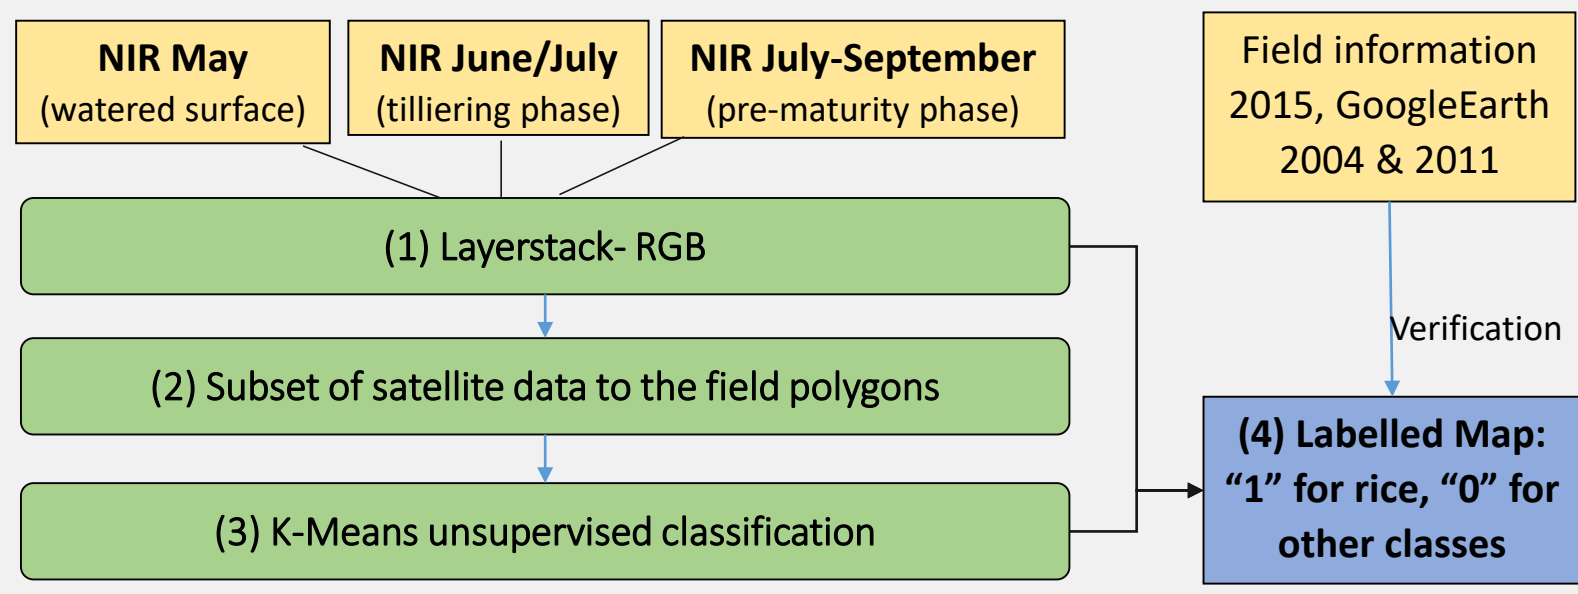 NIR May
(watered surface)
NIR June/July
(tilliering phase)
NIR July-September
(pre-maturity phase)
Field information
2015, GoogleEarth
2004 & 2011
(1) Layerstack- RGB
(2) Subset of satellite data to the field polygons
(3) K-Means unsupervised classification
Verification
(4) Labelled Map:
“1” for rice, “0” for
other classes